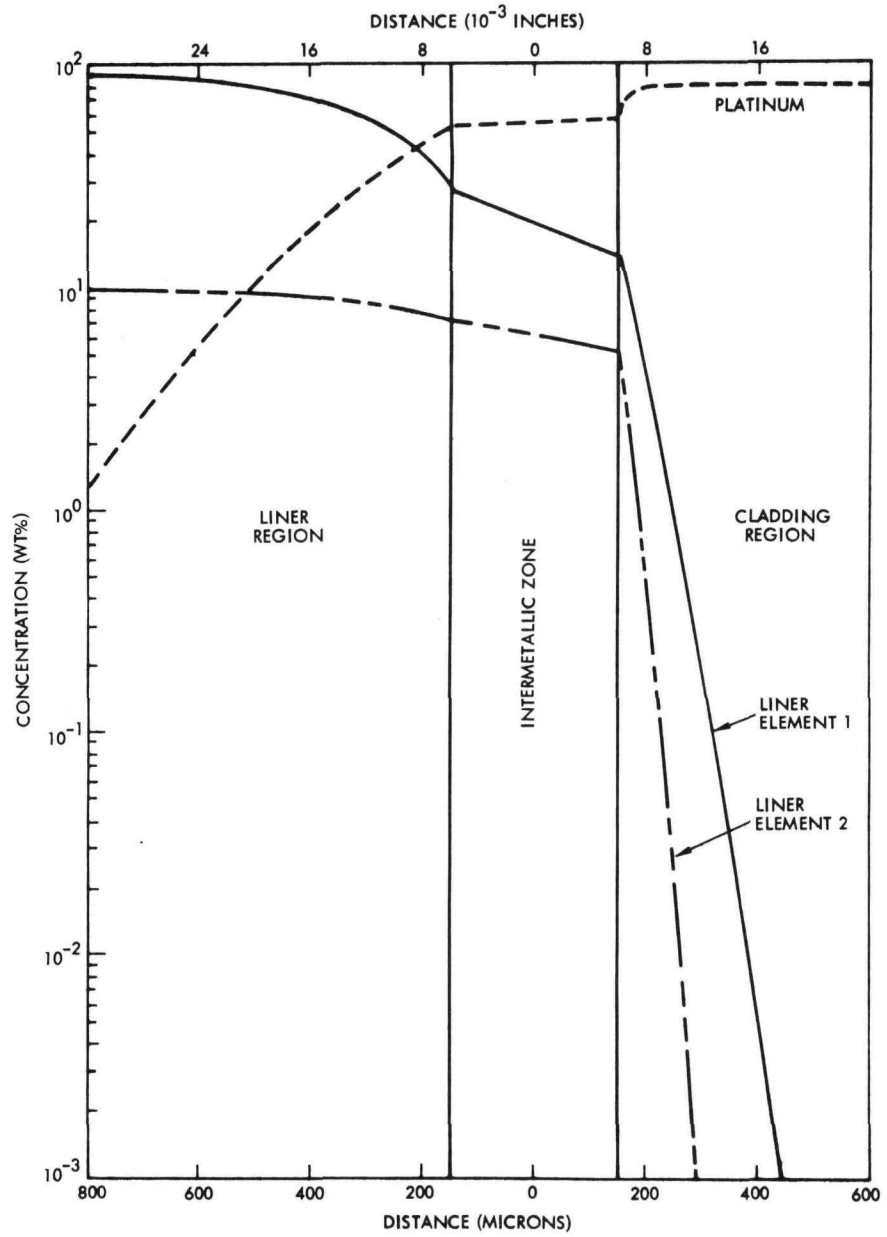 DISTANCE (10⁻³ INCHES)
24 16 8 0 8 16
10²
10¹
10⁰
10⁻¹
10⁻²
10⁻³
CONCENTRATION (WT%)
PLATINUM
LINER
REGION
INTERMETALLIC ZONE
CLADDING
REGION
LINER
ELEMENT 1
LINER
ELEMENT 2
800 600 400 200 0 200 400 600
DISTANCE (MICRONS)